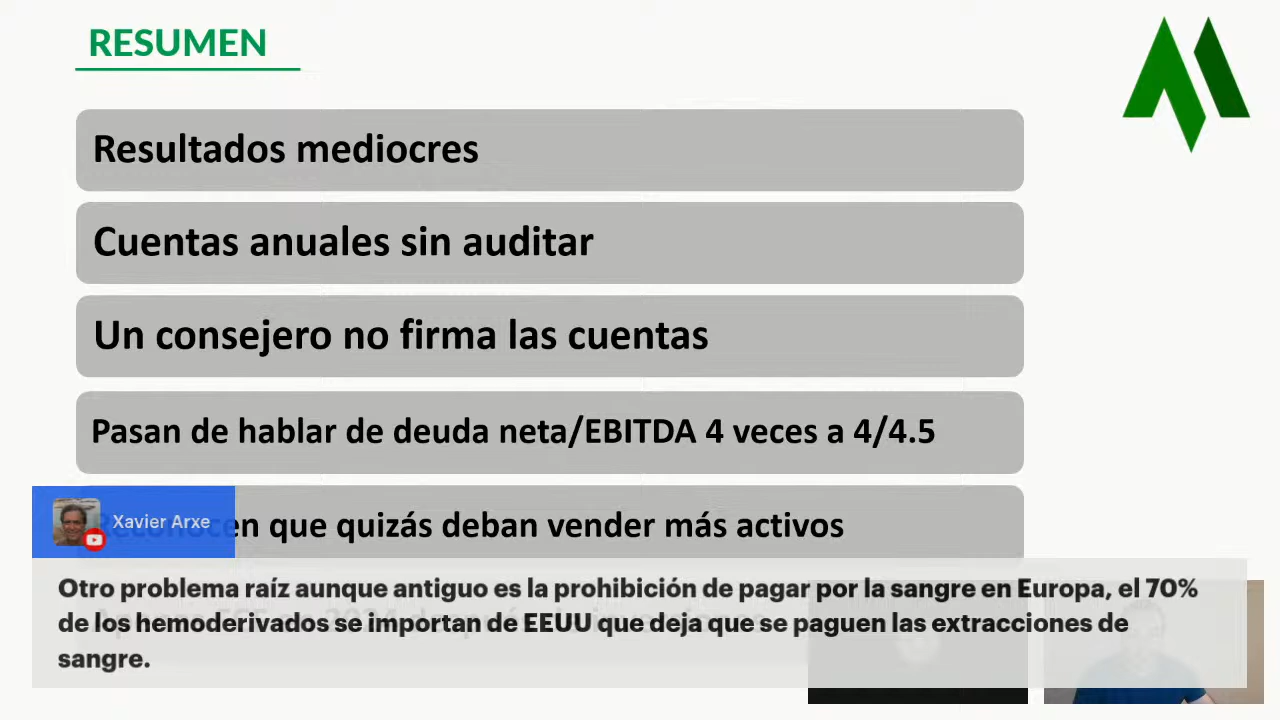 RESUMEN
Resultados mediocres
Cuentas anuales sin auditar
Un consejero no firma las cuentas
Pasan de hablar de deuda neta/EBITDA 4 veces a 4/4.5
Xavier Arxe
Reconocen que quizás deban vender más activos
Otro problema raíz aunque antiguo es la prohibición de pagar por la sangre en Europa, el 70%
de los hemoderivados se importan de EEUU que deja que se paguen las extracciones de
sangre.